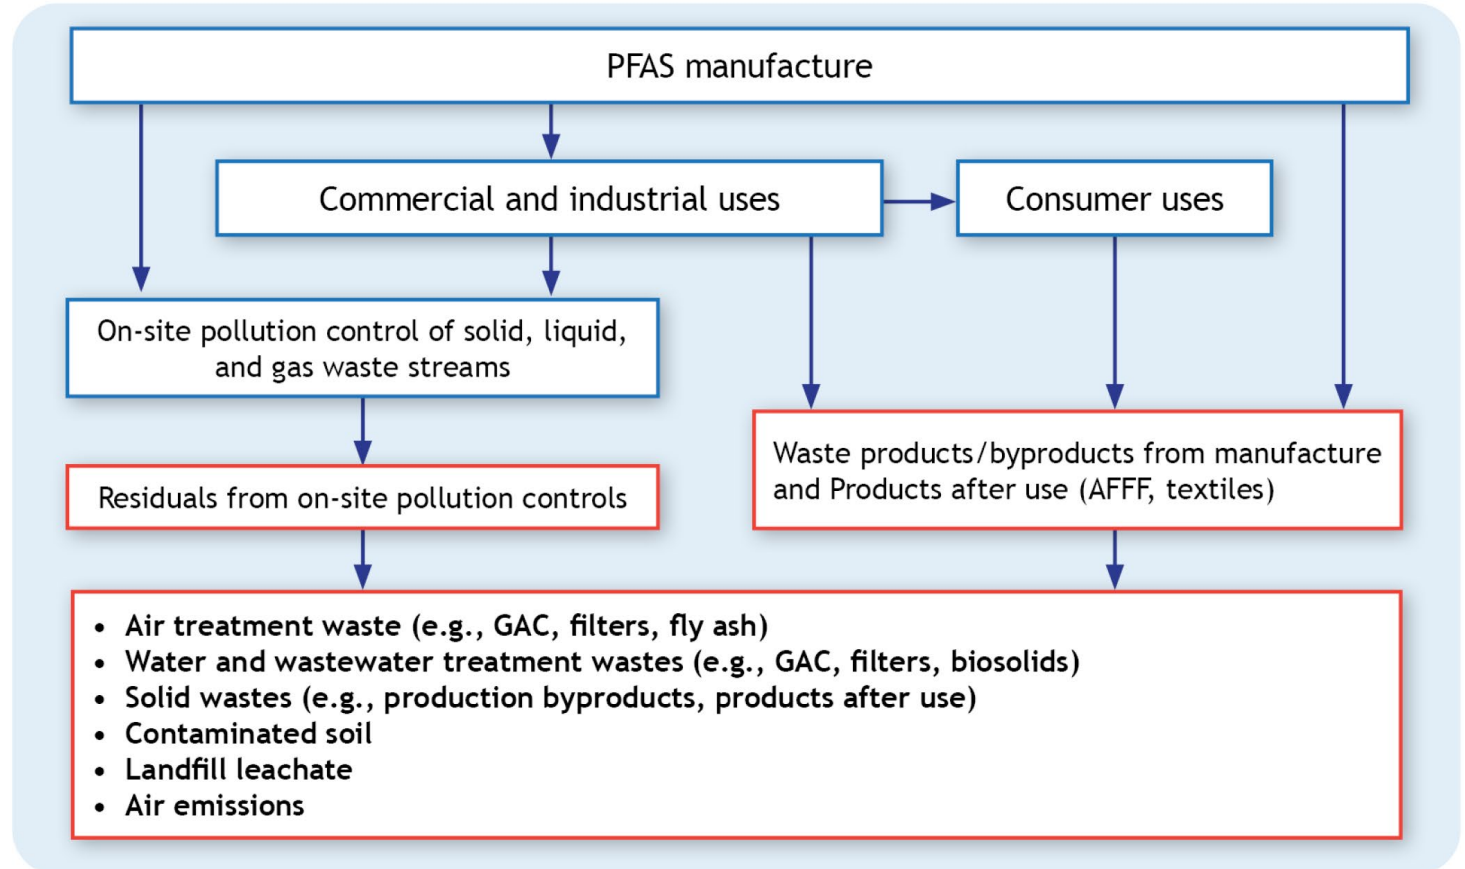 PFAS manufacture
Commercial and industrial uses
Consumer uses
On-site pollution control of solid, liquid,
and gas waste streams
Waste products/byproducts from manufacture
and Products after use (AFFF, textiles)
Residuals from on-site pollution controls
• Air treatment waste (e.g., GAC, filters, fly ash)
• Water and wastewater treatment wastes (e.g., GAC, filters, biosolids)
• Solid wastes (e.g., production byproducts, products after use)
• Contaminated soil
• Landfill leachate
• Air emissions